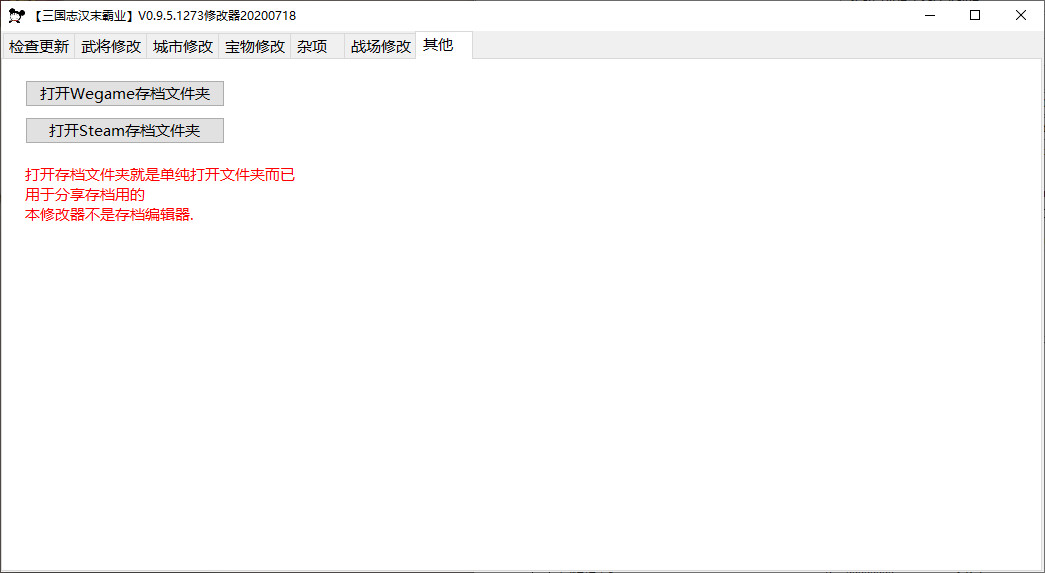 【三国志汉末霸业】V0.9.5.1273修改器20200718
检查更新 武将修改 城市修改 宝物修改 杂项 战场修改 其他
打开Wegame存档文件夹
打开Steam存档文件夹
打开存档文件夹就是单纯打开文件夹而已
用于分享存档用的
本修改器不是存档编辑器.